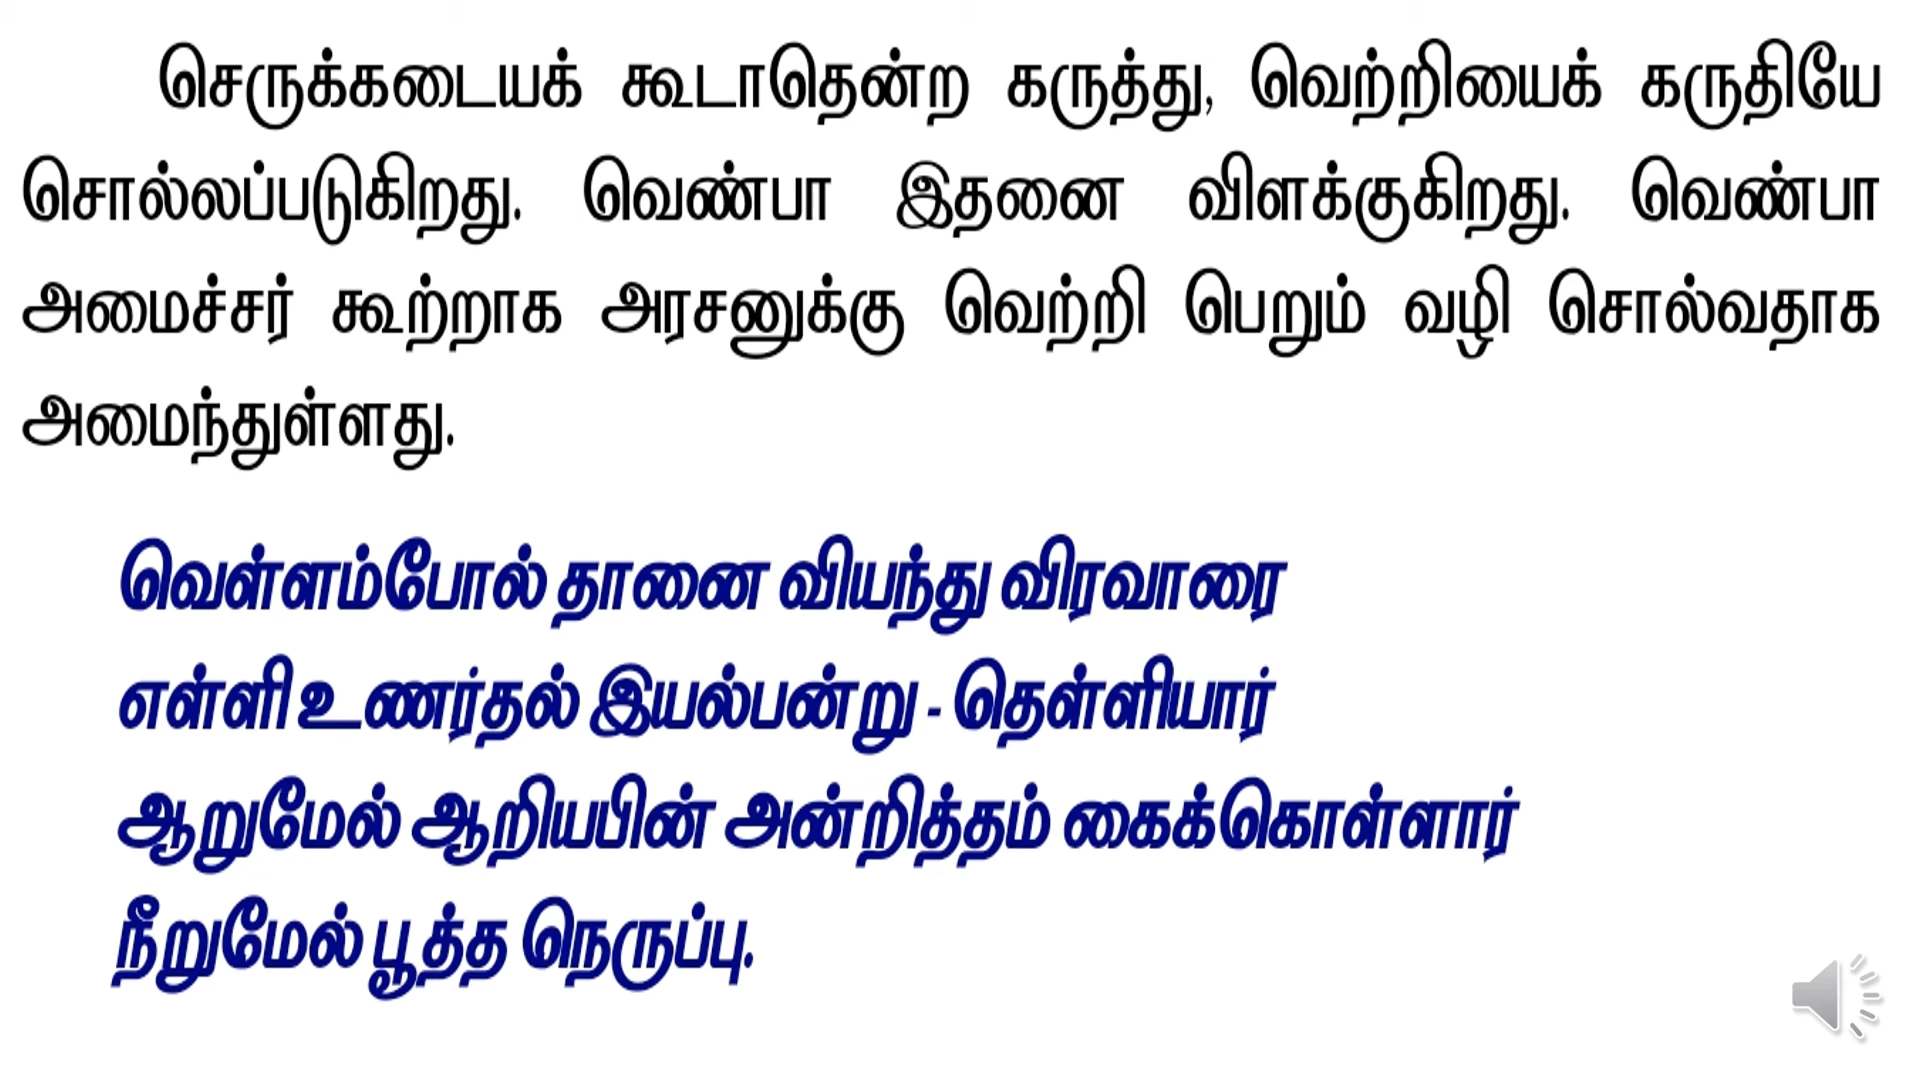 செருக்கடையக் கூடாதென்ற கருத்து, வெற்றியைக் கருதியே
சொல்லப்படுகிறது. வெண்பா இதனை விளக்குகிறது. வெண்பா
அமைச்சர் கூற்றாக அரசனுக்கு வெற்றி பெறும் வழி சொல்வதாக
அமைந்துள்ளது.
வெள்ளம்போல் தானை வியந்து விரவாரை
எள்ளி உணர்தல் இயல்பன்று - தெள்ளியார்
ஆறுமேல் ஆறியபின் அன்றித்தம் கைக்கொள்ளார்
நீறுமேல் பூத்த நெருப்பு.